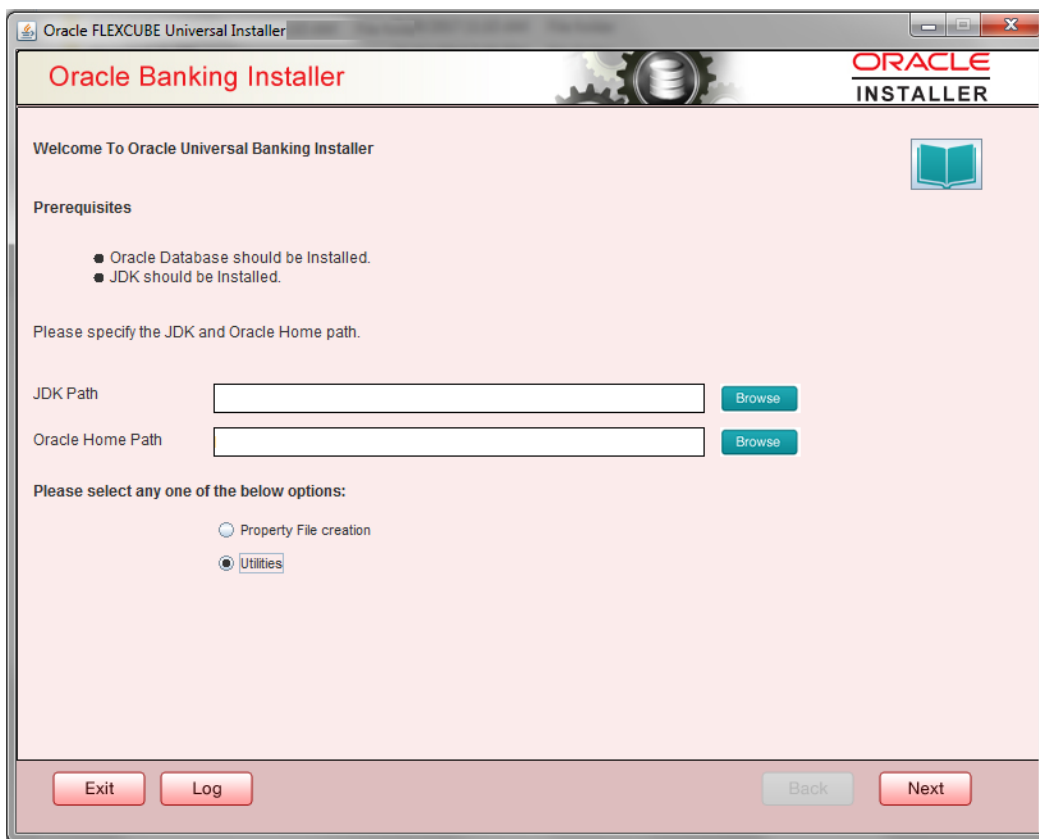 Oracle FLEXCUBE Universal Installer
Oracle Banking Installer
ORACLE
INSTALLER
Welcome To Oracle Universal Banking Installer
Prerequisites
Oracle Database should be Installed.
JDK should be Installed.
Please specify the JDK and Oracle Home path.
JDK Path
Browse
Oracle Home Path
Browse
Please select any one of the below options:
Property File creation
Utilities
Exit
Log
Back
Next